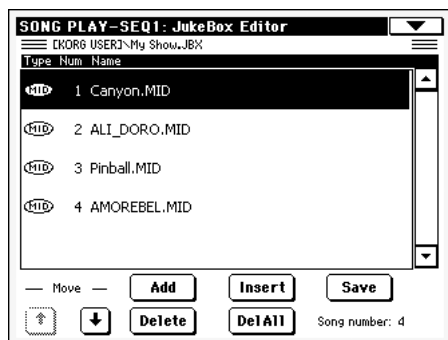 SONG PLAY-SEQ1: JukeBox Editor
[KORG USER]\My Show.JBX
Type Num Name
MID 1 Canyon.MID
MID 2 ALI_DORO.MID
MID 3 Pinball.MID
MID 4 AMOREBEL.MID
— Move — Add Insert Save
Delete DelAll Song number: 4